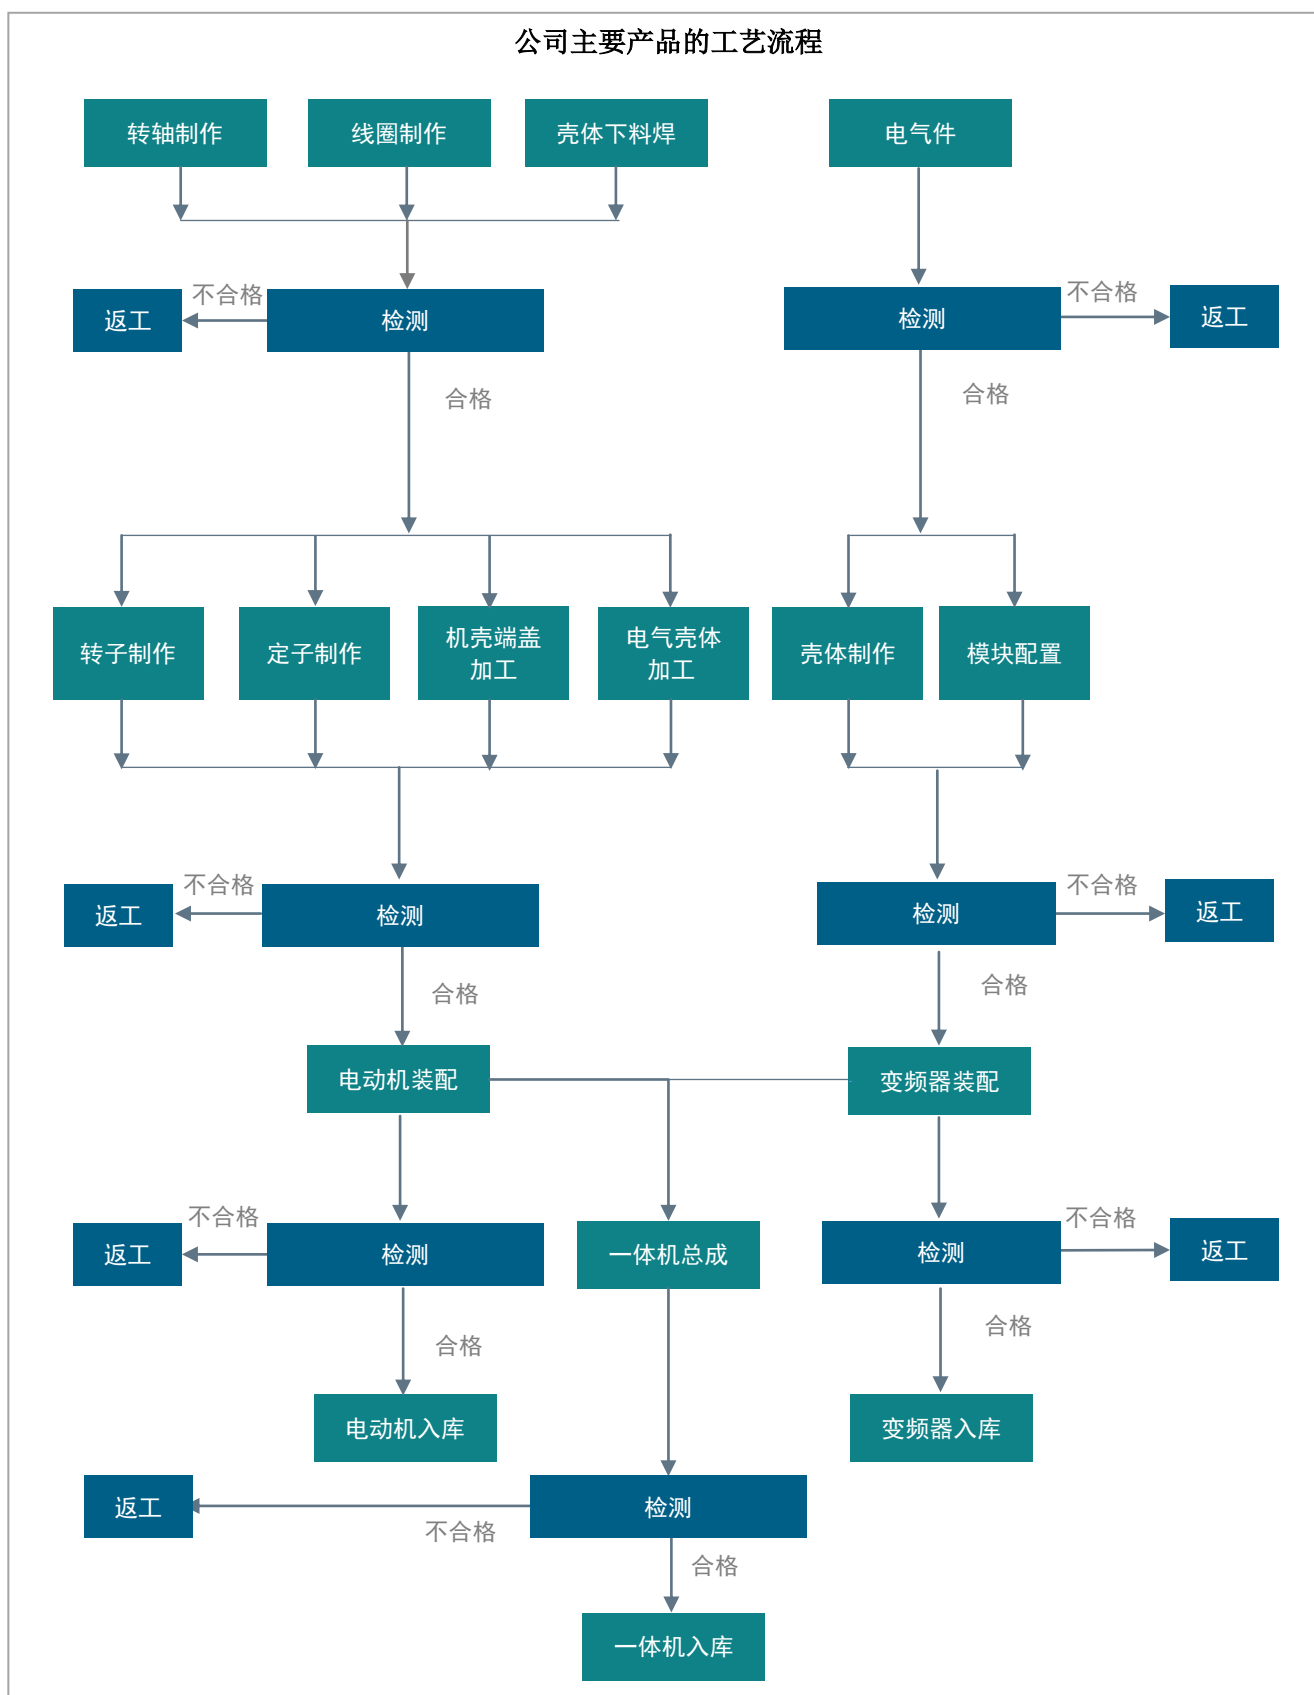 公司主要产品的工艺流程
转轴制作
线圈制作
壳体下料焊
电气件
不合格
不合格
返工
检测
检测
返工
合格
合格
转子制作
定子制作
机壳端盖
加工
电气壳体
加工
壳体制作
模块配置
不合格
不合格
返工
检测
检测
返工
合格
合格
电动机装配
变频器装配
不合格
不合格
返工
检测
一体机总成
检测
返工
合格
合格
电动机入库
变频器入库
返工
检测
不合格
合格
一体机入库